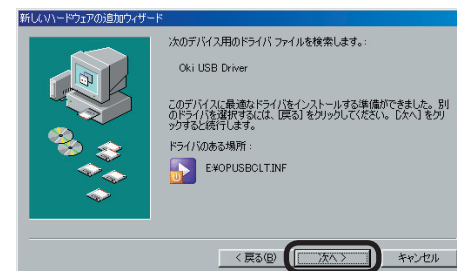 新しいハードウェアの追加ウィザード
次のデバイス用のドライバ ファイルを検索します。:
Oki USB Driver
このデバイスに最適なドライバをインストールする準備ができました。別
のドライバを選択するには、[戻る] をクリックしてください。[次へ] をクリ
ックすると続行します。
ドライバのある場所:
E¥OPUSBCLT.INF
< 戻る(B)
次へ >
キャンセル